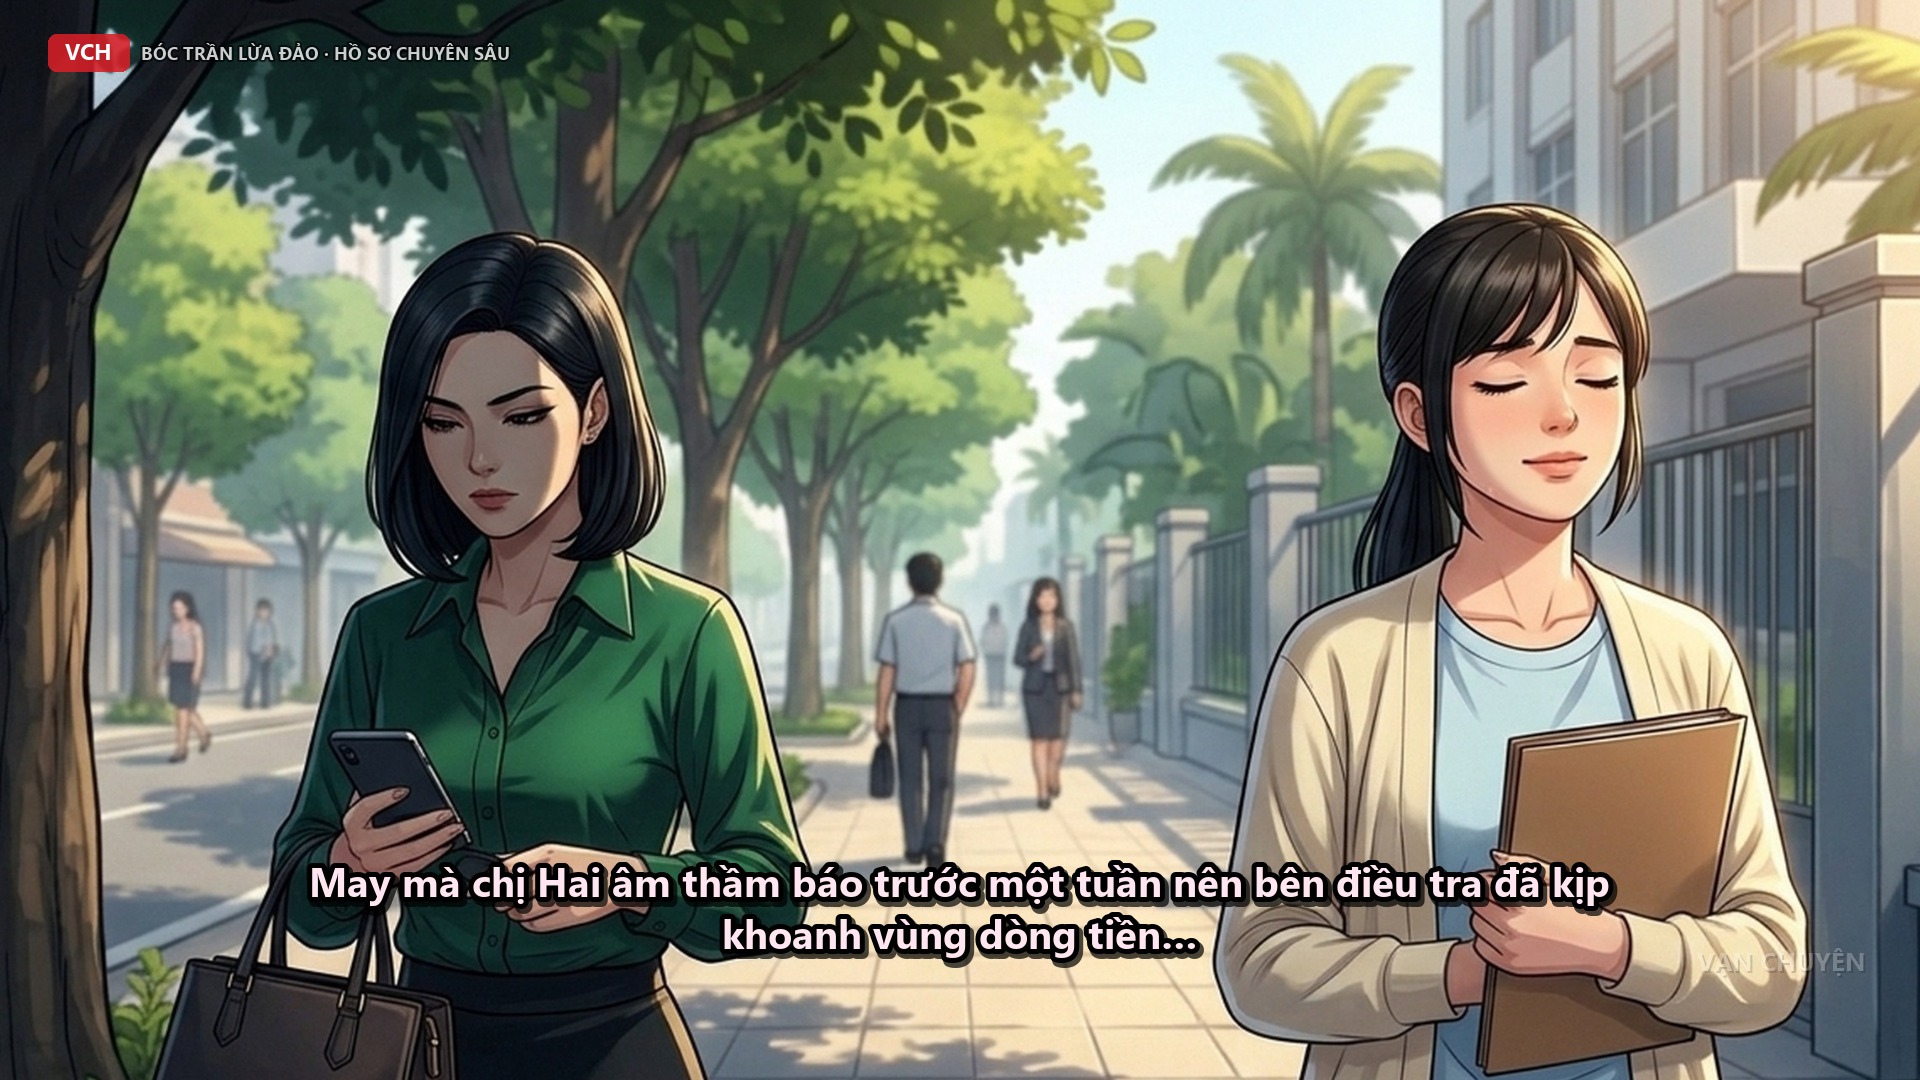 VCH BÓC TRẦN LỪA ĐẢO · HỒ SƠ CHUYÊN SÂU
May mà chị Hai âm thầm báo trước một tuần nên bên điều tra đã kịp
khoanh vùng dòng tiền...
VẠN CHUYỆN